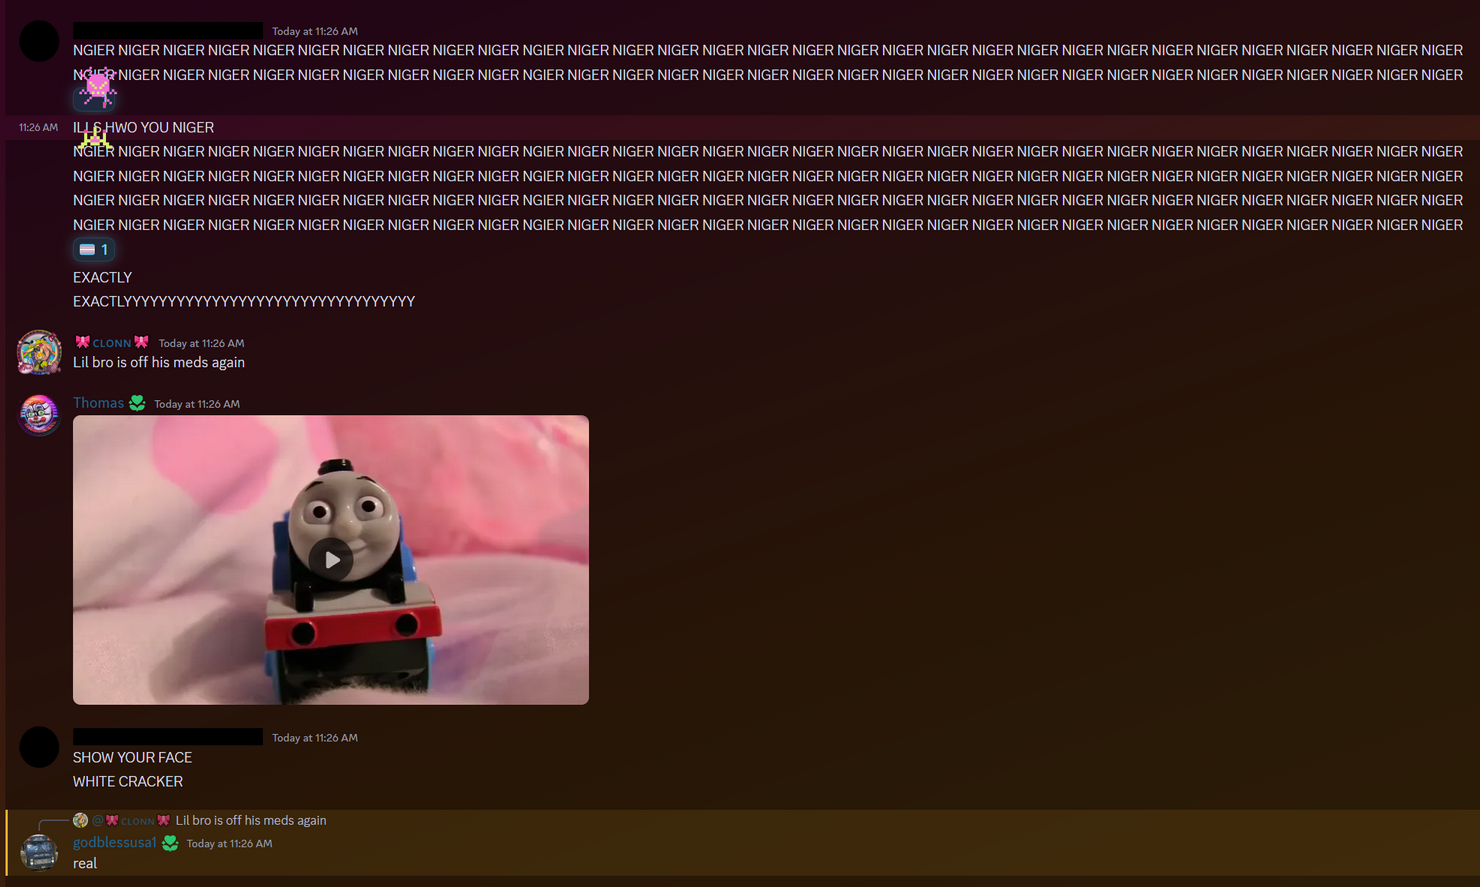 Today at 11:26 AM
NGIER NIGER NIGER NIGER NIGER NIGER NIGER NIGER NIGER NIGER NGIER NIGER NIGER NIGER NIGER NIGER NIGER NIGER NIGER NIGER NIGER NIGER NIGER NIGER NIGER NIGER NIGER NIGER NIGER NIGER NIGER
NGIER NIGER NIGER NIGER NIGER NIGER NIGER NIGER NIGER NIGER NGIER NIGER NIGER NIGER NIGER NIGER NIGER NIGER NIGER NIGER NIGER NIGER NIGER NIGER NIGER NIGER NIGER NIGER NIGER NIGER NIGER
11:26 AM ILL S HWO YOU NIGER
NGIER NIGER NIGER NIGER NIGER NIGER NIGER NIGER NIGER NIGER NGIER NIGER NIGER NIGER NIGER NIGER NIGER NIGER NIGER NIGER NIGER NIGER NIGER NIGER NIGER NIGER NIGER NIGER NIGER NIGER NIGER
NGIER NIGER NIGER NIGER NIGER NIGER NIGER NIGER NIGER NIGER NGIER NIGER NIGER NIGER NIGER NIGER NIGER NIGER NIGER NIGER NIGER NIGER NIGER NIGER NIGER NIGER NIGER NIGER NIGER NIGER NIGER
NGIER NIGER NIGER NIGER NIGER NIGER NIGER NIGER NIGER NIGER NGIER NIGER NIGER NIGER NIGER NIGER NIGER NIGER NIGER NIGER NIGER NIGER NIGER NIGER NIGER NIGER NIGER NIGER NIGER NIGER NIGER
NGIER NIGER NIGER NIGER NIGER NIGER NIGER NIGER NIGER NIGER NGIER NIGER NIGER NIGER NIGER NIGER NIGER NIGER NIGER NIGER NIGER NIGER NIGER NIGER NIGER NIGER NIGER NIGER NIGER NIGER NIGER
1
EXACTLY
EXACTLYYYYYYYYYYYYYYYYYYYYYYYYYYYYYYYYYY
CLONN Today at 11:26 AM
Lil bro is off his meds again
Thomas Today at 11:26 AM
Today at 11:26 AM
SHOW YOUR FACE
WHITE CRACKER
@CLONN Lil bro is off his meds again
godblessusa1 Today at 11:26 AM
real